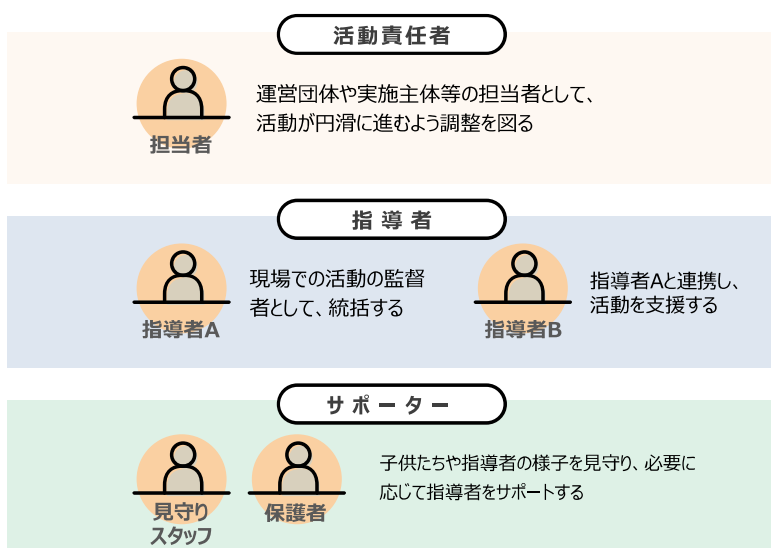 活動責任者
運営団体や実施主体等の担当者として、
活動が円滑に進むよう調整を図る
担当者
指導者
現場での活動の監督
者として、統括する
指導者A
指導者Aと連携し、
活動を支援する
指導者B
サポーター
子供たちや指導者の様子を見守り、必要に
応じて指導者をサポートする
見守り
スタッフ
保護者